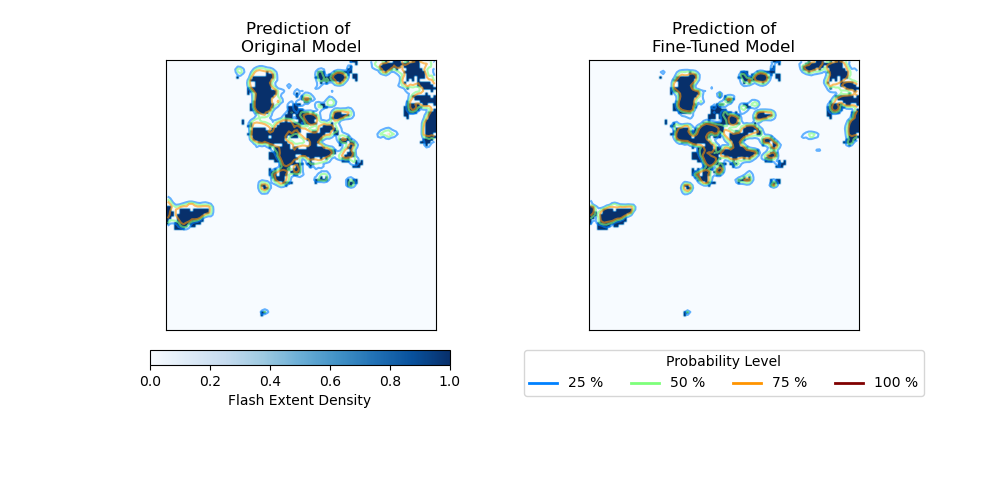 Prediction of
Original Model
Prediction of
Fine-Tuned Model
0.0 0.2 0.4 0.6 0.8 1.0
Flash Extent Density
Probability Level
25 % 50 % 75 % 100 %